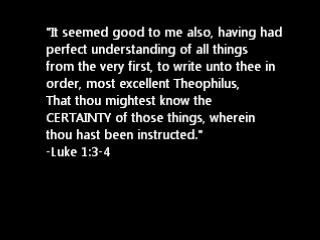 "It seemed good to me also, having had
perfect understanding of all things
from the very first, to write unto thee in
order, most excellent Theophilus,
That thou mightest know the
CERTAINTY of those things, wherein
thou hast been instructed."
-Luke 1:3-4